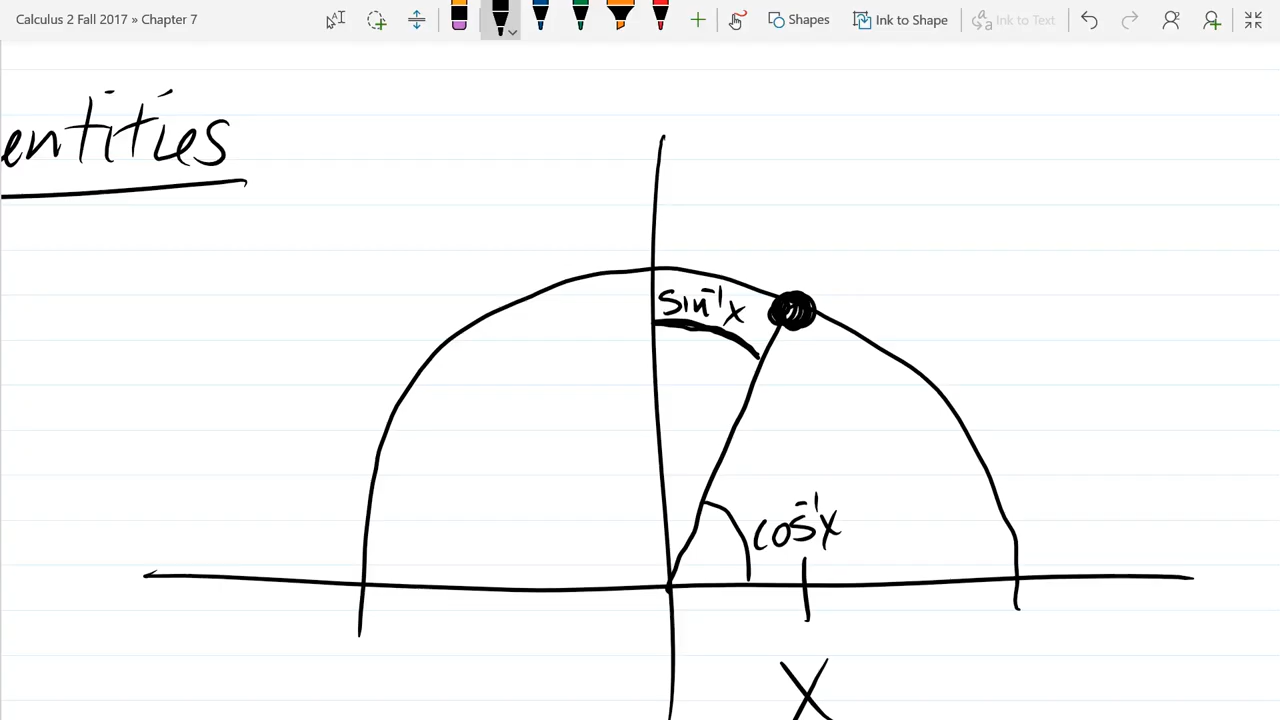 Calculus 2 Fall 2017 » Chapter 7
Shapes
Ink to Shape
Ink to Text
entities
sin⁻¹x
cos⁻¹x
X